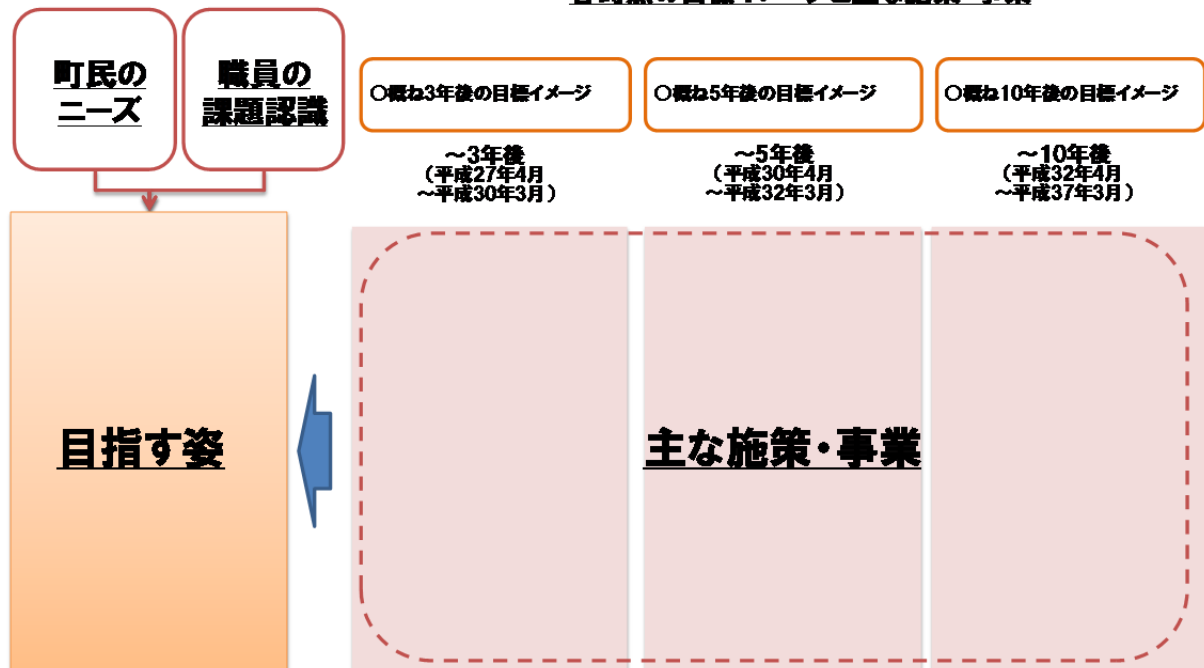 町民の
ニーズ
職員の
課題認識
〇概ね3年後の目標イメージ
〇概ね5年後の目標イメージ
〇概ね10年後の目標イメージ
～3年後
（平成27年4月
～平成30年3月）
～5年後
（平成30年4月
～平成32年3月）
～10年後
（平成32年4月
～平成37年3月）
目指す姿
主な施策・事業